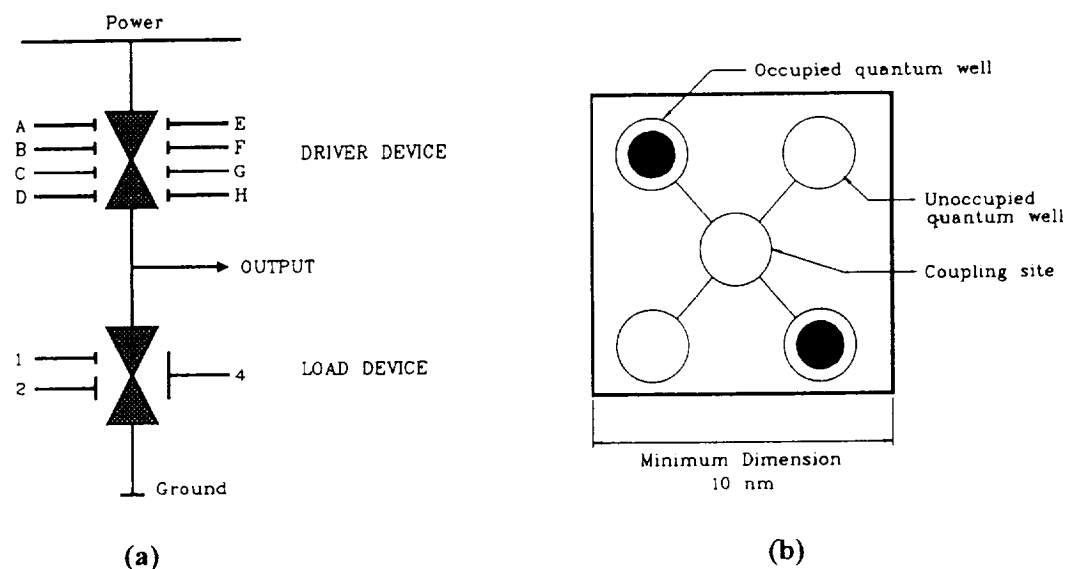 Power
A
B
C
D
E
F
G
H
DRIVER DEVICE
OUTPUT
1
2
4
LOAD DEVICE
Ground
(a)
Occupied quantum well
Unoccupied
quantum well
Coupling site
Minimum Dimension
10 nm
(b)